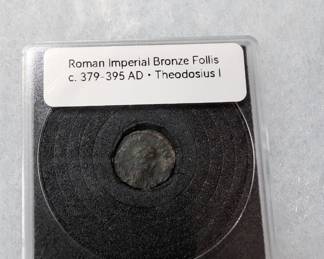 Roman Imperial Bronze Follis
c. 379-395 AD • Theodosius I